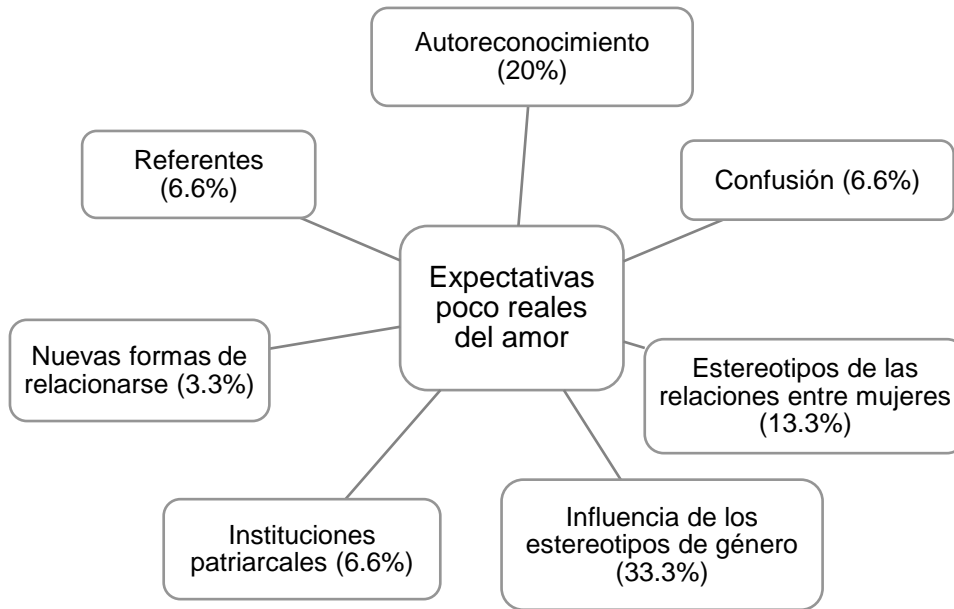 Autoreconocimiento
(20%)
Referentes
(6.6%)
Confusión (6.6%)
Expectativas
poco reales
del amor
Nuevas formas de
relacionarse (3.3%)
Estereotipos de las
relaciones entre mujeres
(13.3%)
Instituciones
patriarcales (6.6%)
Influencia de los
estereotipos de género
(33.3%)